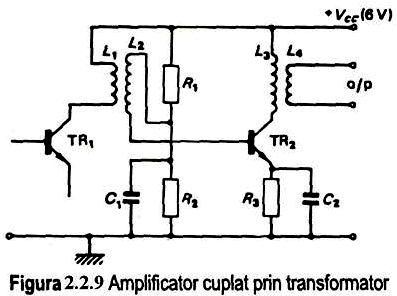 +V_CC (6 V)
L₁ L₂ R₁ L₃ L₄
o/p
TR₁ TR₂
C₁ R₂ R₃ C₂
Figura 2.2.9 Amplificator cuplat prin transformator